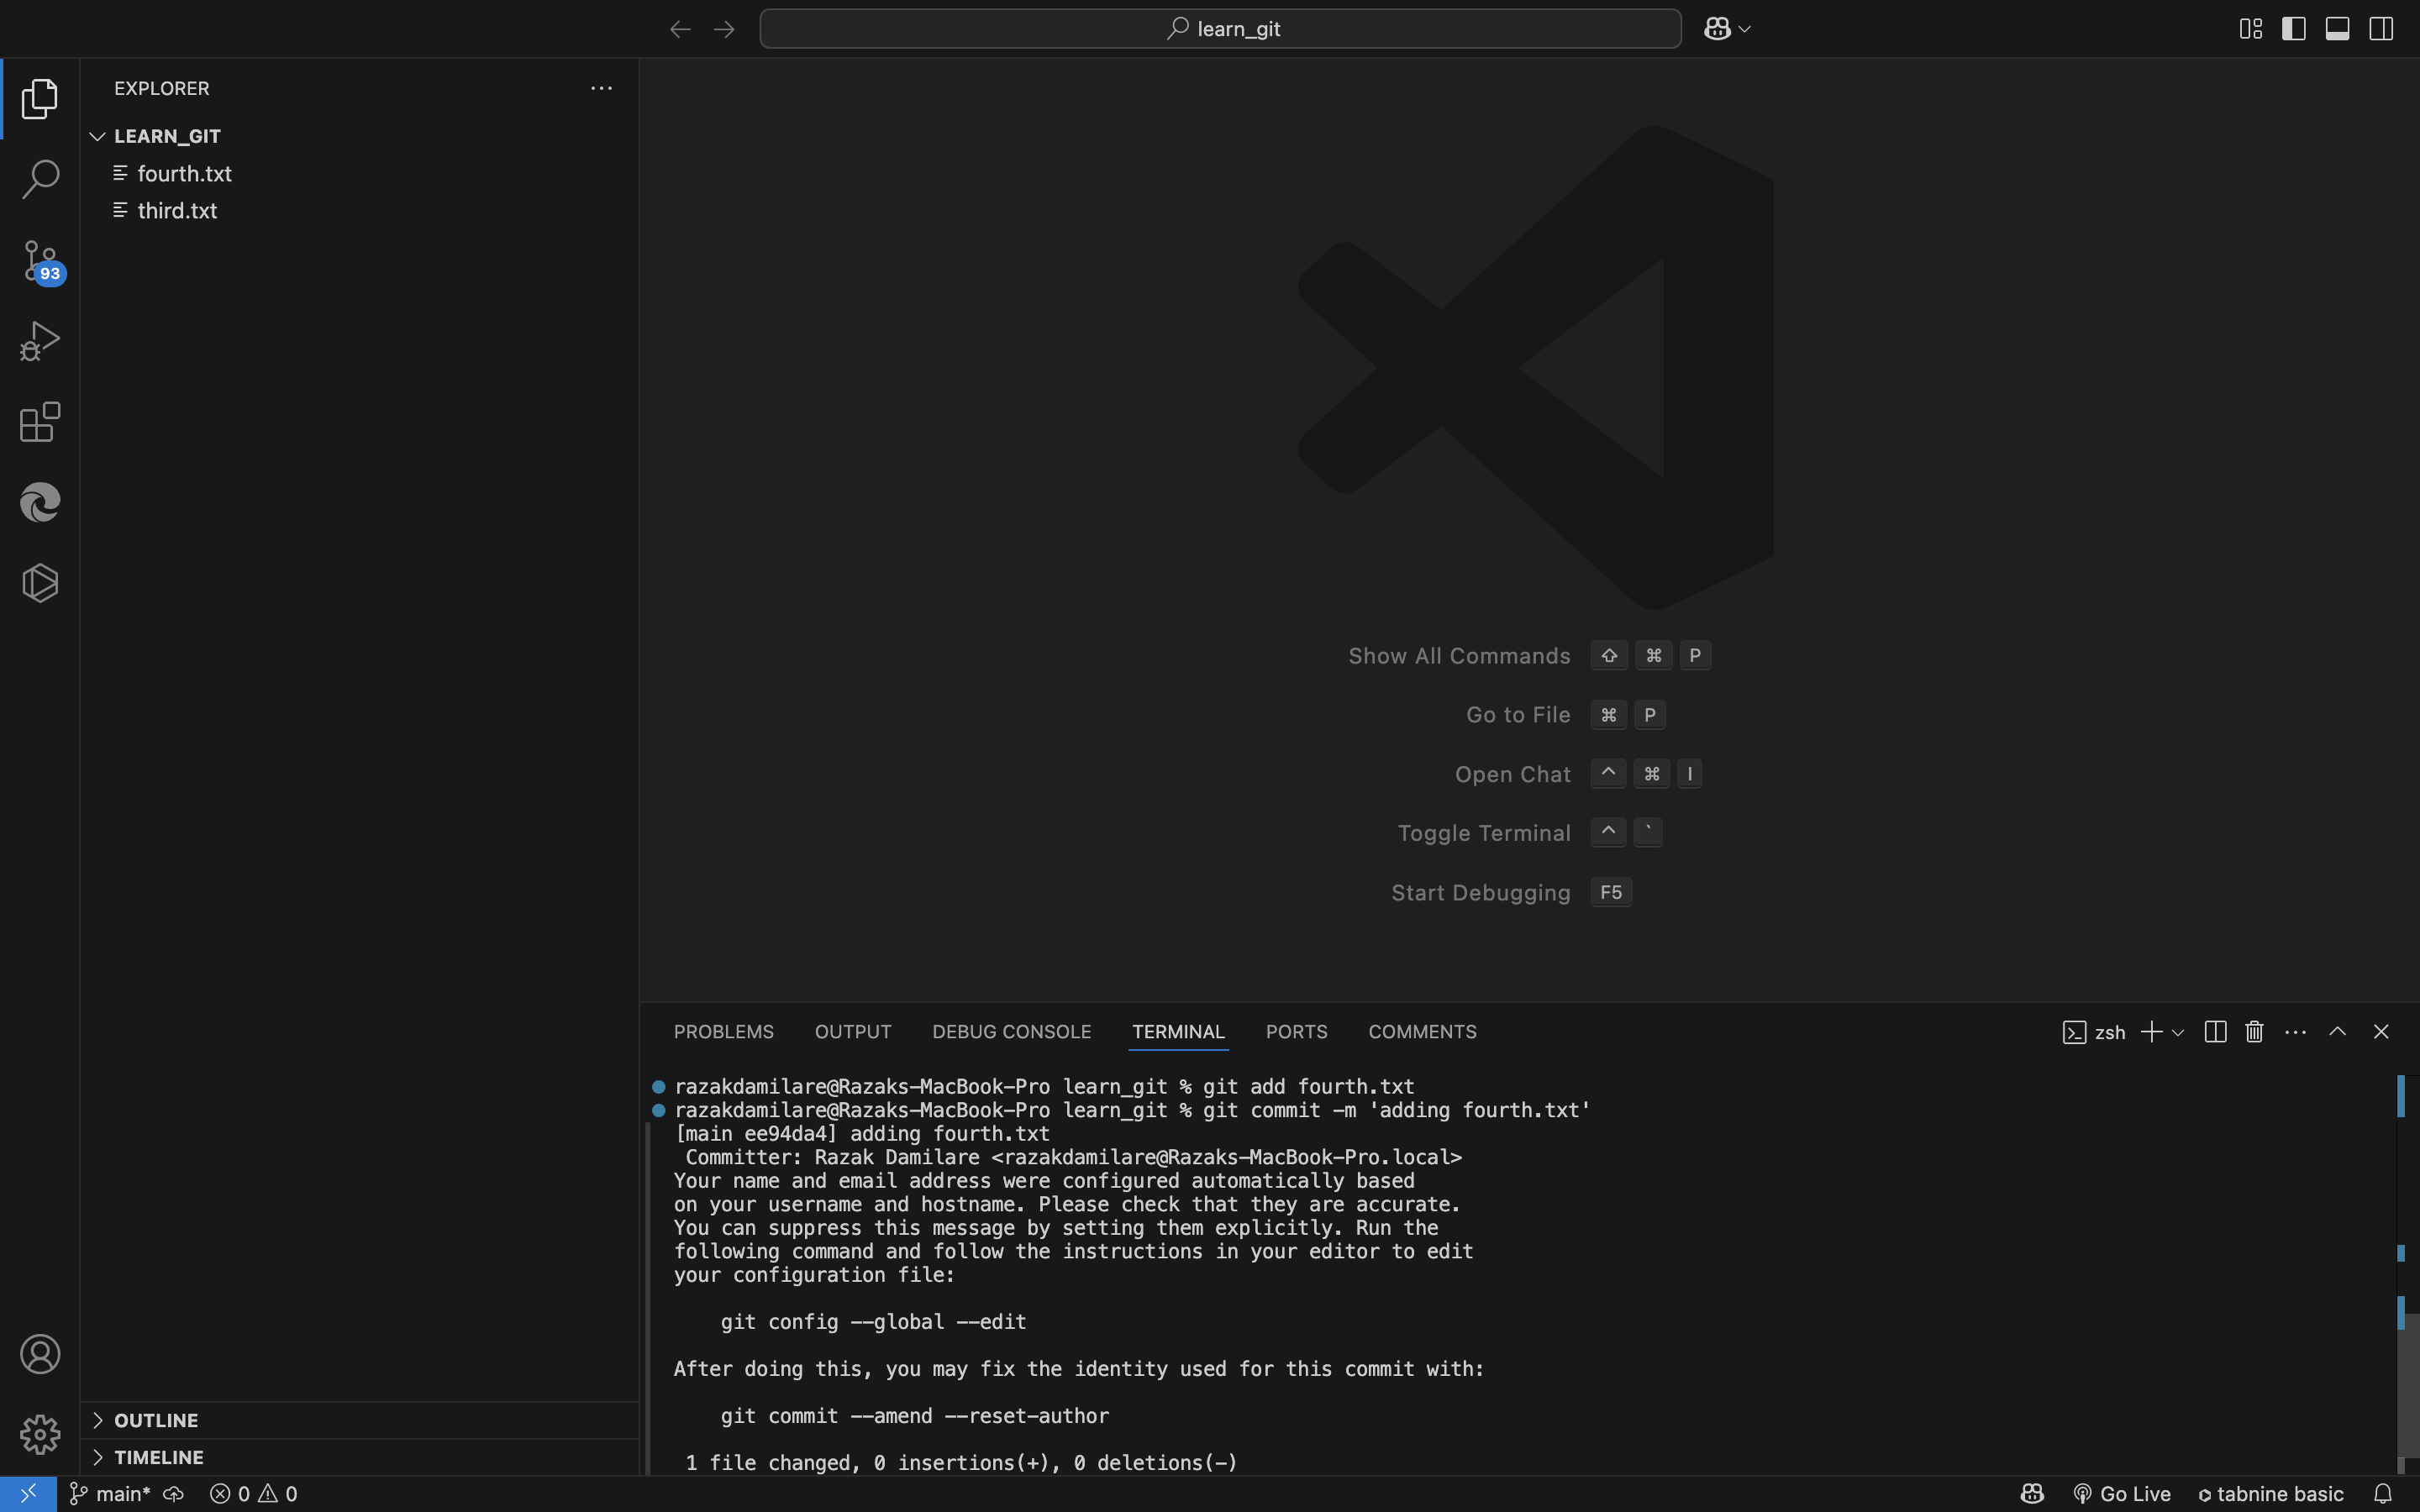 learn_git
EXPLORER
LEARN_GIT
fourth.txt
third.txt
93
Show All Commands ⇧ ⌘ P
Go to File ⌘ P
Open Chat ^ ⌘ I
Toggle Terminal ^ `
Start Debugging F5
PROBLEMS OUTPUT DEBUG CONSOLE TERMINAL PORTS COMMENTS
zsh
razakdamilare@Razaks-MacBook-Pro learn_git % git add fourth.txt
razakdamilare@Razaks-MacBook-Pro learn_git % git commit -m 'adding fourth.txt'
[main ee94da4] adding fourth.txt
Committer: Razak Damilare <razakdamilare@Razaks-MacBook-Pro.local>
Your name and email address were configured automatically based
on your username and hostname. Please check that they are accurate.
You can suppress this message by setting them explicitly. Run the
following command and follow the instructions in your editor to edit
your configuration file:
git config --global --edit
After doing this, you may fix the identity used for this commit with:
git commit --amend --reset-author
1 file changed, 0 insertions(+), 0 deletions(-)
OUTLINE
TIMELINE
main* 0 0
Go Live tabnine basic